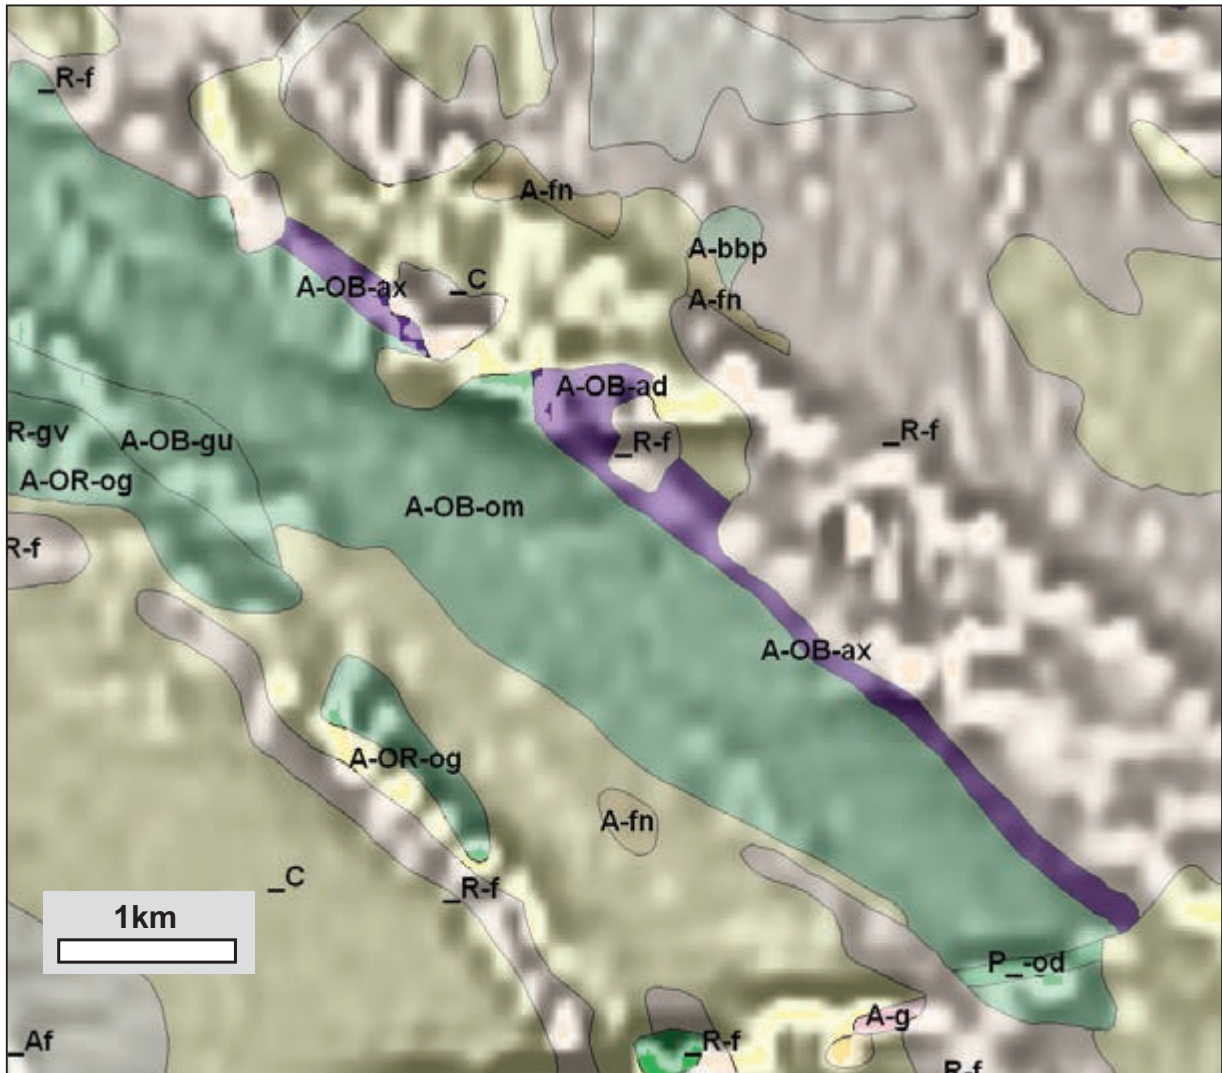 _R-f
A-fn
A-bbp
A-OB-ax
_C
A-fn
A-OB-ad
_R-f
_R-f
R-gv
A-OB-gu
A-OR-og
A-OB-om
R-f
A-OB-ax
A-OR-og
A-fn
_C
_R-f
1km
P_-od
A-g
_Af
_R-f
R-f